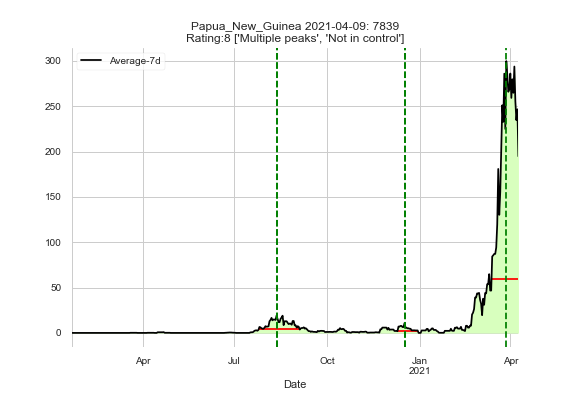 Papua_New_Guinea 2021-04-09: 7839
Rating:8 ['Multiple peaks', 'Not in control']
Average-7d
300
250
200
150
100
50
0
Apr
Jul
Oct
Jan
2021
Apr
Date